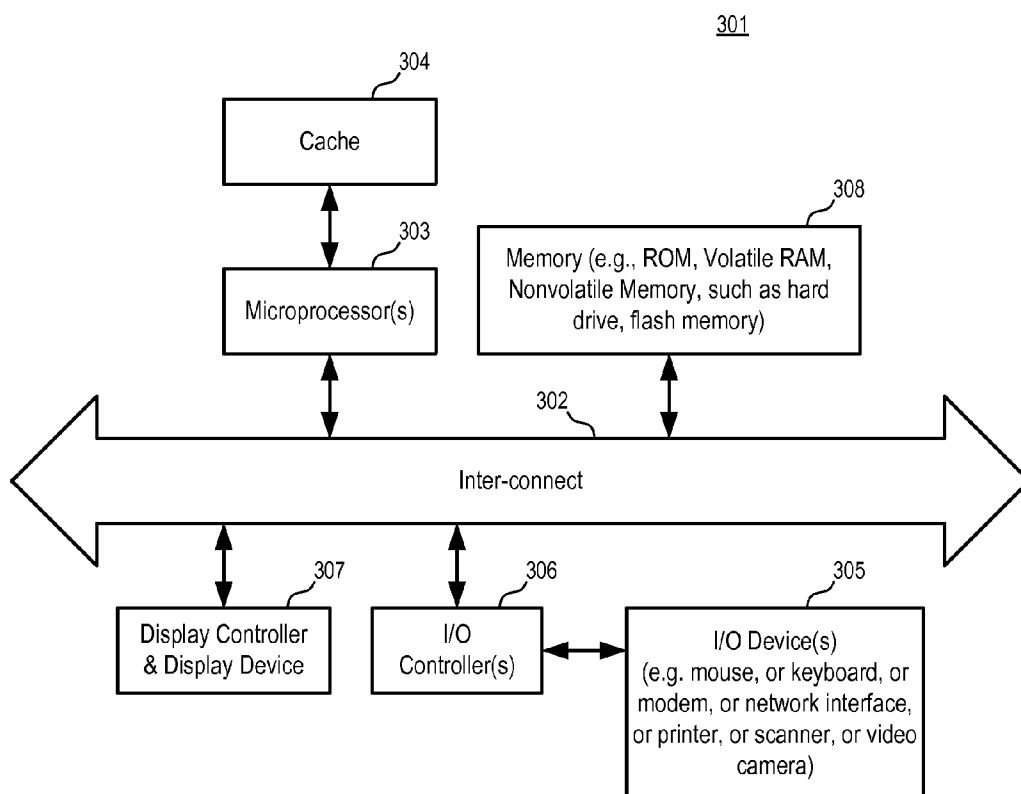 301
304
Cache
303
Microprocessor(s)
308
Memory (e.g., ROM, Volatile RAM,
Nonvolatile Memory, such as hard
drive, flash memory)
302
Inter-connect
307
Display Controller
& Display Device
306
I/O
Controller(s)
305
I/O Device(s)
(e.g. mouse, or keyboard, or
modem, or network interface,
or printer, or scanner, or video
camera)